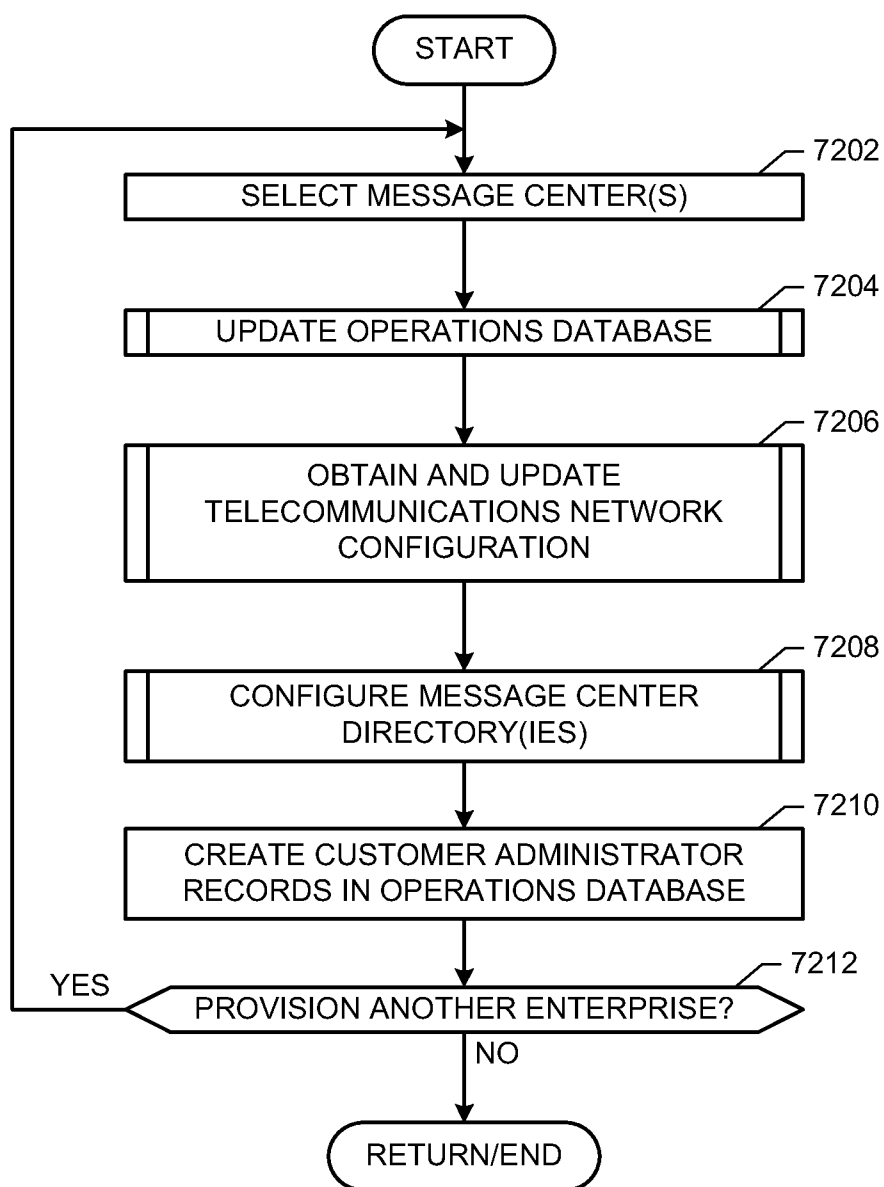 START
7202
SELECT MESSAGE CENTER(S)
7204
UPDATE OPERATIONS DATABASE
7206
OBTAIN AND UPDATE
TELECOMMUNICATIONS NETWORK
CONFIGURATION
7208
CONFIGURE MESSAGE CENTER
DIRECTORY(IES)
7210
CREATE CUSTOMER ADMINISTRATOR
RECORDS IN OPERATIONS DATABASE
7212
YES
PROVISION ANOTHER ENTERPRISE?
NO
RETURN/END